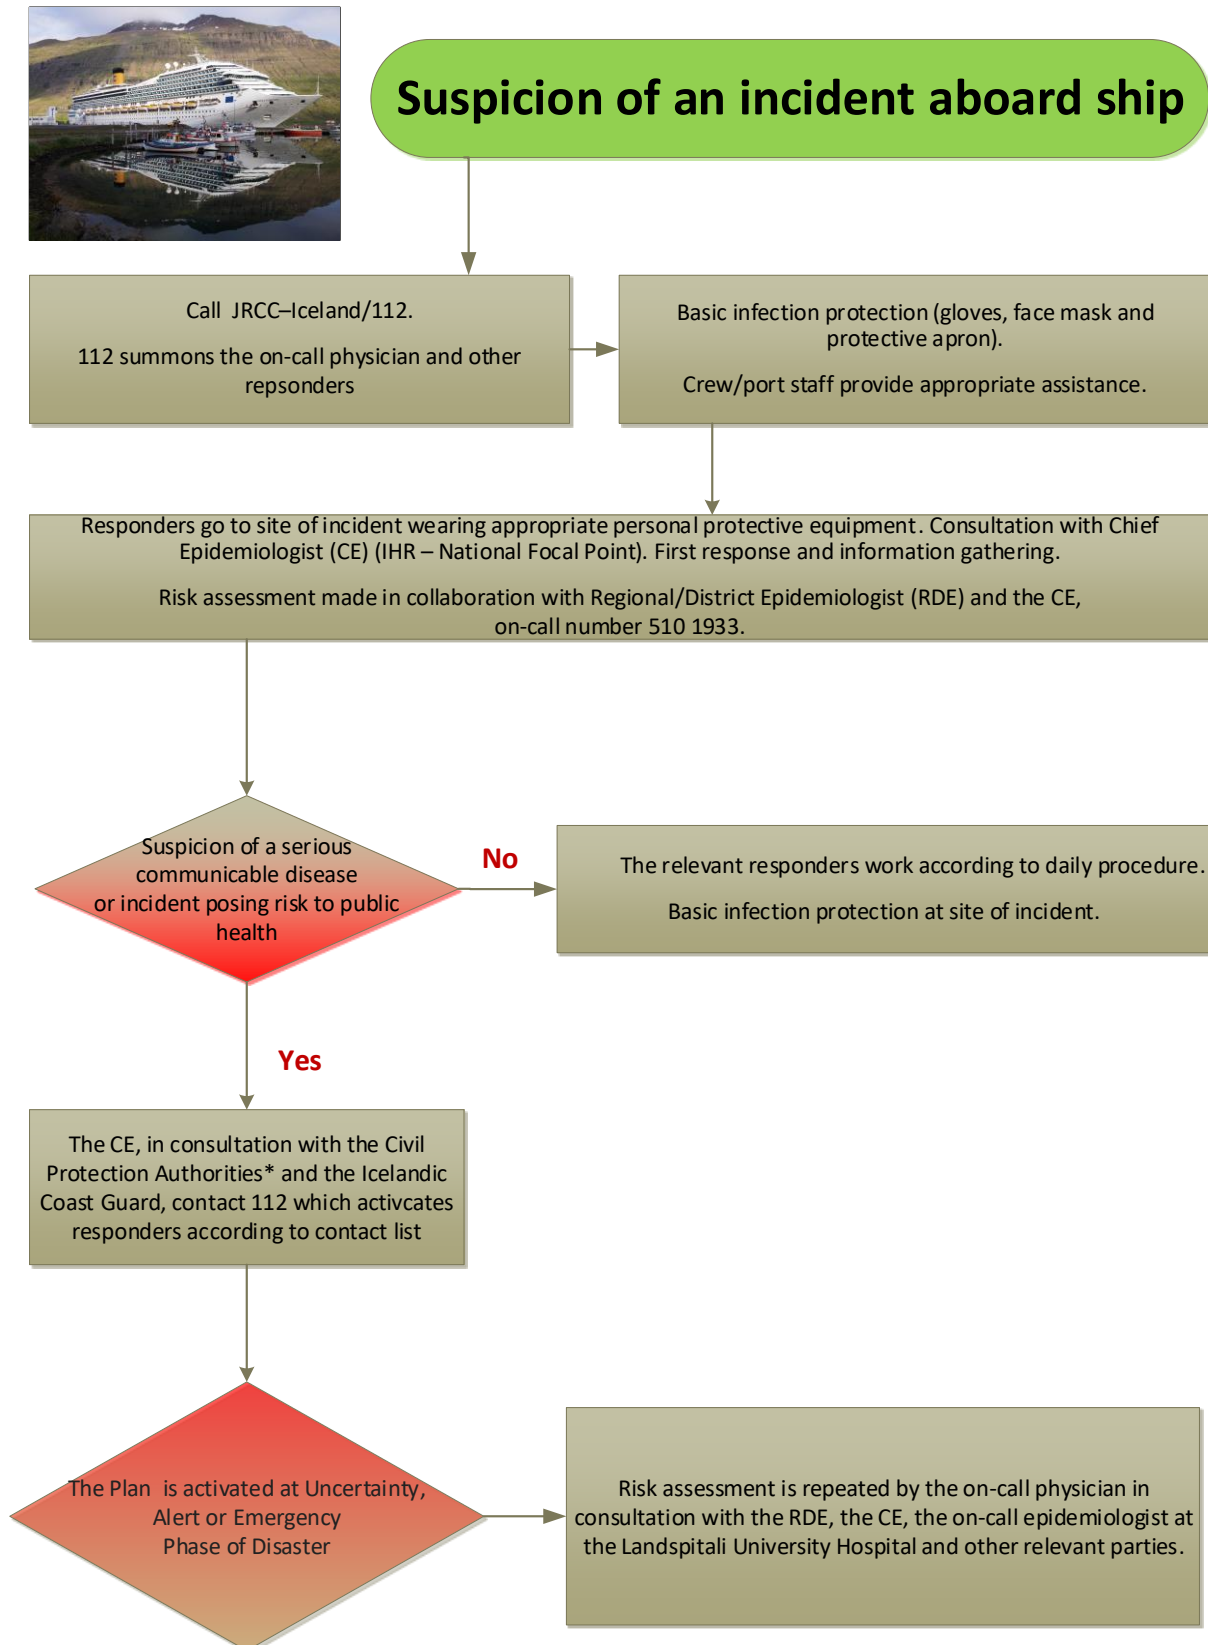 Suspicion of an incident aboard ship
Call JRCC–Iceland/112.
112 summons the on-call physician and other
repsonders
Basic infection protection (gloves, face mask and
protective apron).
Crew/port staff provide appropriate assistance.
Responders go to site of incident wearing appropriate personal protective equipment. Consultation with Chief
Epidemiologist (CE) (IHR – National Focal Point). First response and information gathering.
Risk assessment made in collaboration with Regional/District Epidemiologist (RDE) and the CE,
on-call number 510 1933.
Suspicion of a serious
communicable disease
or incident posing risk to public
health
No
The relevant responders work according to daily procedure.
Basic infection protection at site of incident.
Yes
The CE, in consultation with the Civil
Protection Authorities* and the Icelandic
Coast Guard, contact 112 which activcates
responders according to contact list
The Plan is activated at Uncertainty,
Alert or Emergency
Phase of Disaster
Risk assessment is repeated by the on-call physician in
consultation with the RDE, the CE, the on-call epidemiologist at
the Landspitali University Hospital and other relevant parties.